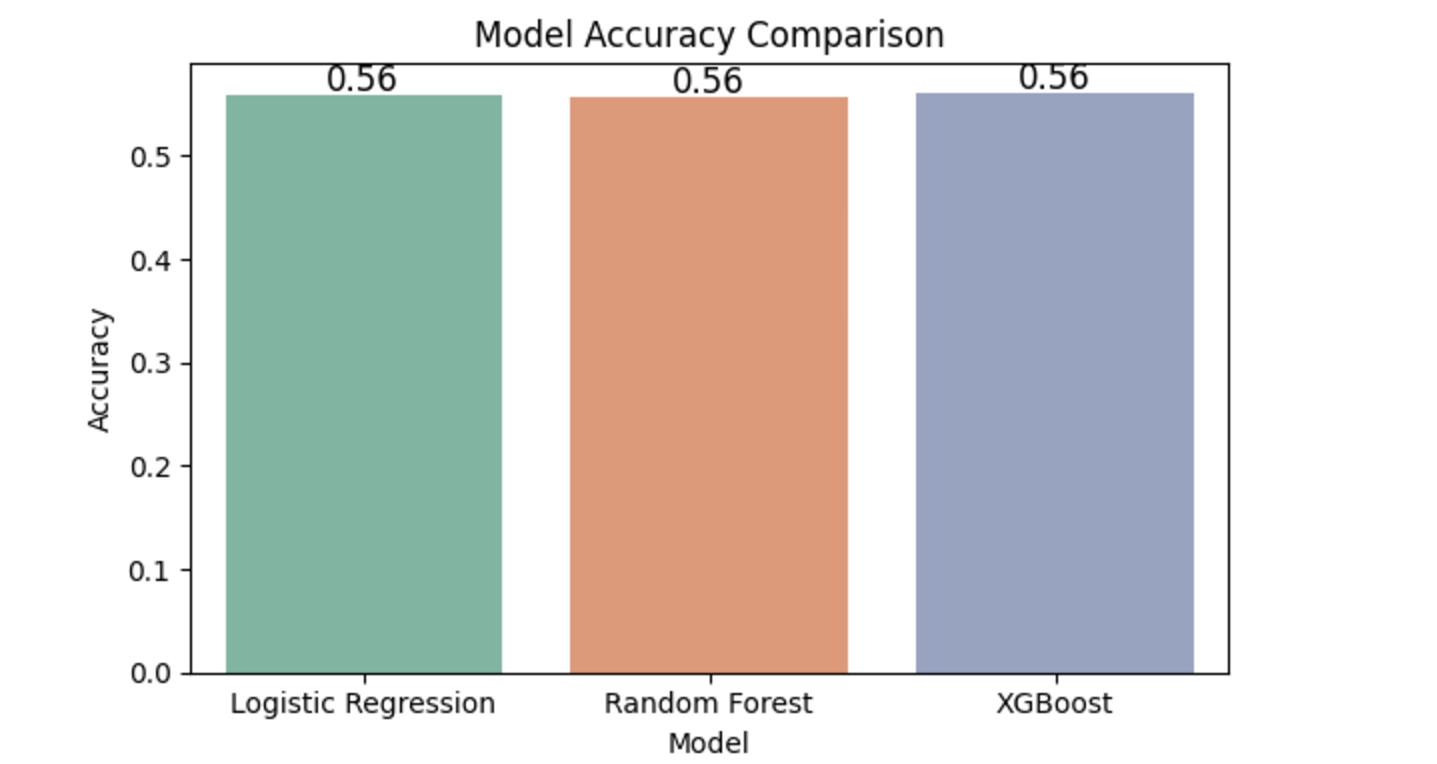 Model Accuracy Comparison
0.56 0.56 0.56
0.5
0.4
0.3
0.2
0.1
0.0
Accuracy
Logistic Regression Random Forest XGBoost
Model